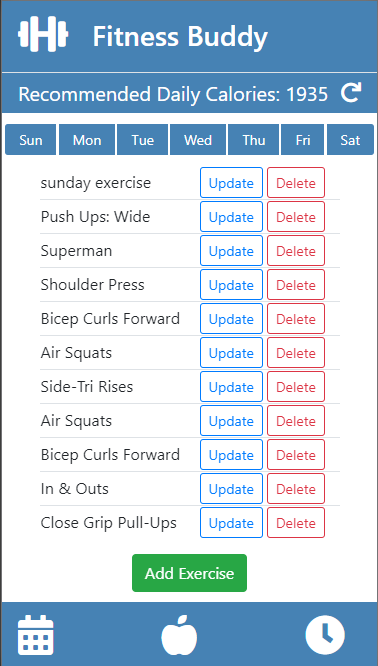 Fitness Buddy
Recommended Daily Calories: 1935
Sun Mon Tue Wed Thu Fri Sat
sunday exercise Update Delete
Push Ups: Wide Update Delete
Superman Update Delete
Shoulder Press Update Delete
Bicep Curls Forward Update Delete
Air Squats Update Delete
Side-Tri Rises Update Delete
Air Squats Update Delete
Bicep Curls Forward Update Delete
In & Outs Update Delete
Close Grip Pull-Ups Update Delete
Add Exercise